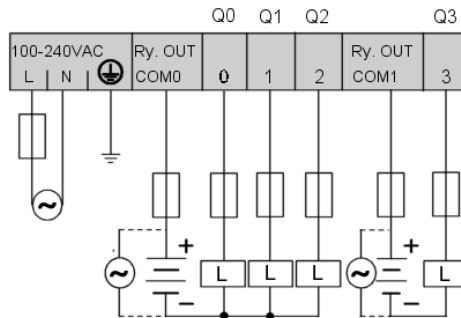 Q0 Q1 Q2 Q3
100-240VAC Ry. OUT Ry. OUT
L N COM0 0 1 2 COM1 3
+ +
~ ~ L L L ~ L
− −